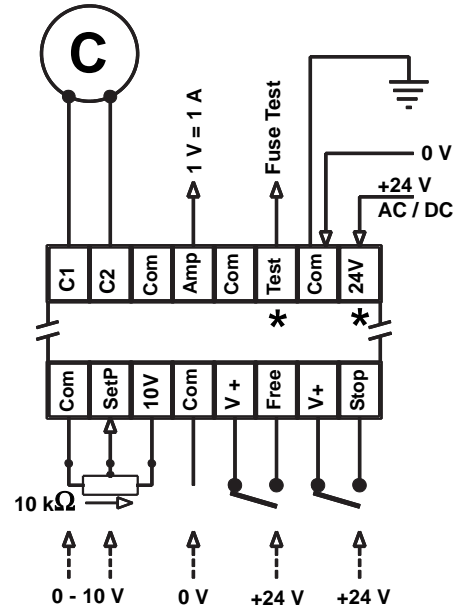 C
1 V = 1 A
Fuse Test
0 V
+24 V
AC / DC
C1 C2 Com Amp Com Test Com 24V
* *
Com SetP 10V Com V+ Free V+ Stop
10 kΩ
0 - 10 V 0 V +24 V +24 V